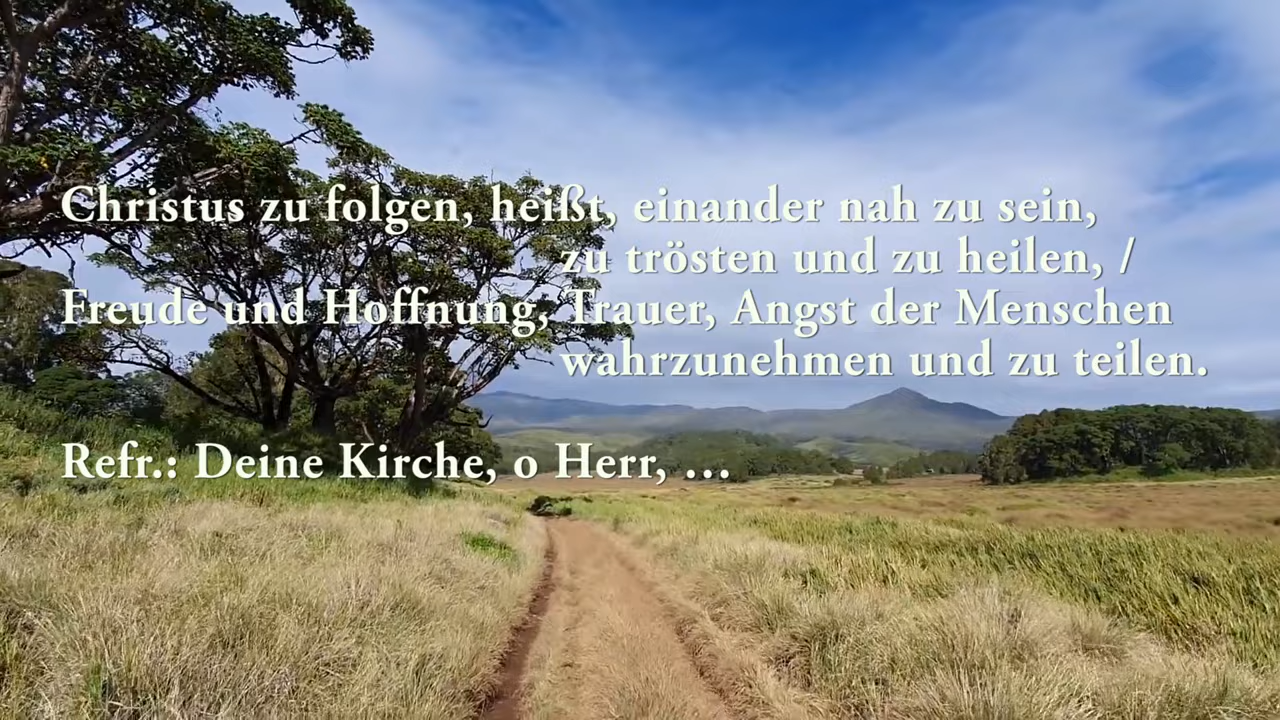 Christus zu folgen, heißt, einander nah zu sein,
zu trösten und zu heilen, /
Freude und Hoffnung, Trauer, Angst der Menschen
wahrzunehmen und zu teilen.
Refr.: Deine Kirche, o Herr, …